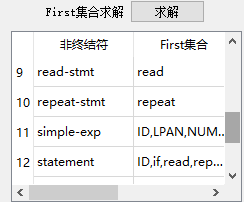 First集合求解 求解
非终结符 First集合
9 read-stmt read
10 repeat-stmt repeat
11 simple-exp ID,LPAN,NUM...
12 statement ID,if,read,rep...